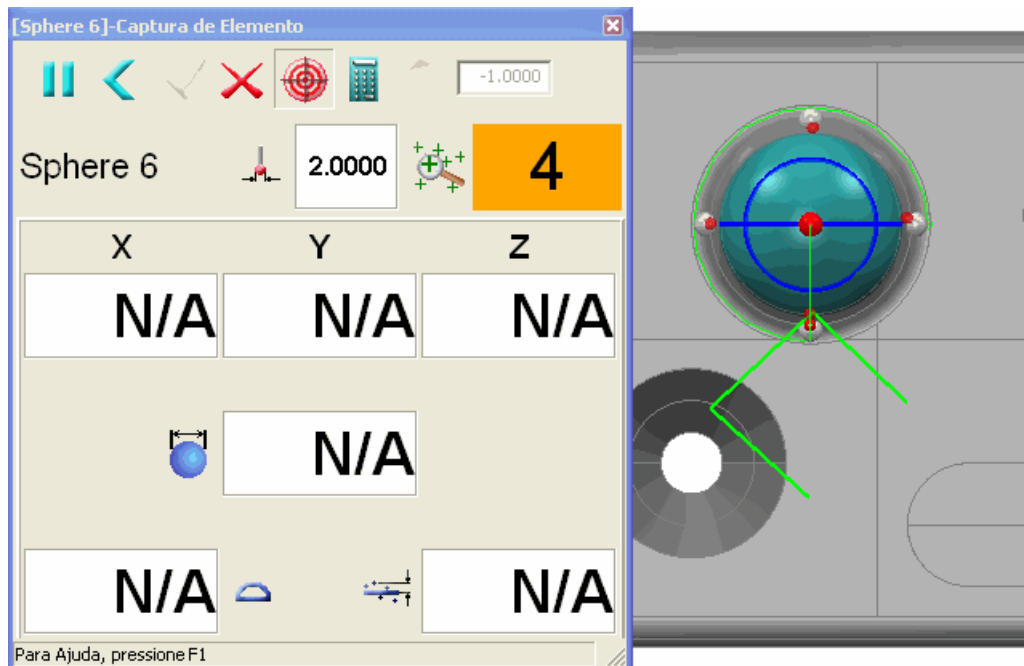 [Sphere 6]-Captura de Elemento
-1.0000
Sphere 6
2.0000
4
X Y Z
N/A N/A N/A
N/A
N/A N/A
Para Ajuda, pressione F1